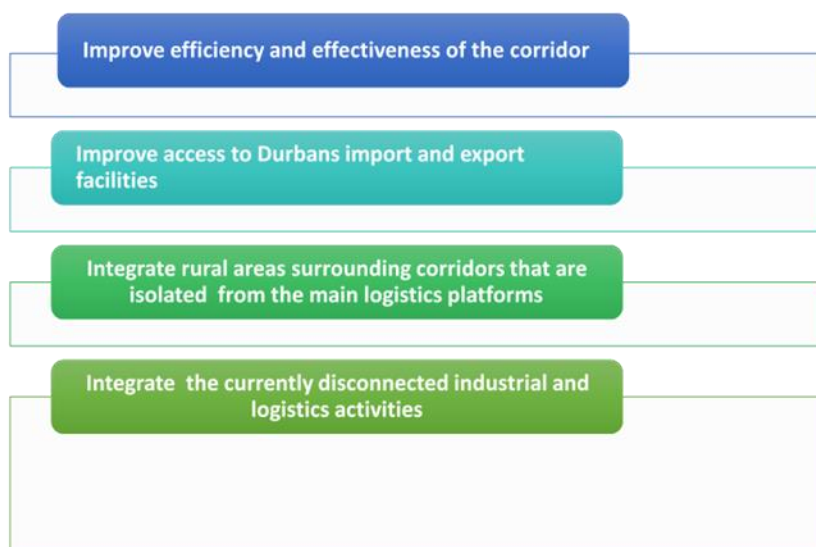 Improve efficiency and effectiveness of the corridor
Improve access to Durbans import and export
facilities
Integrate rural areas surrounding corridors that are
isolated from the main logistics platforms
Integrate the currently disconnected industrial and
logistics activities